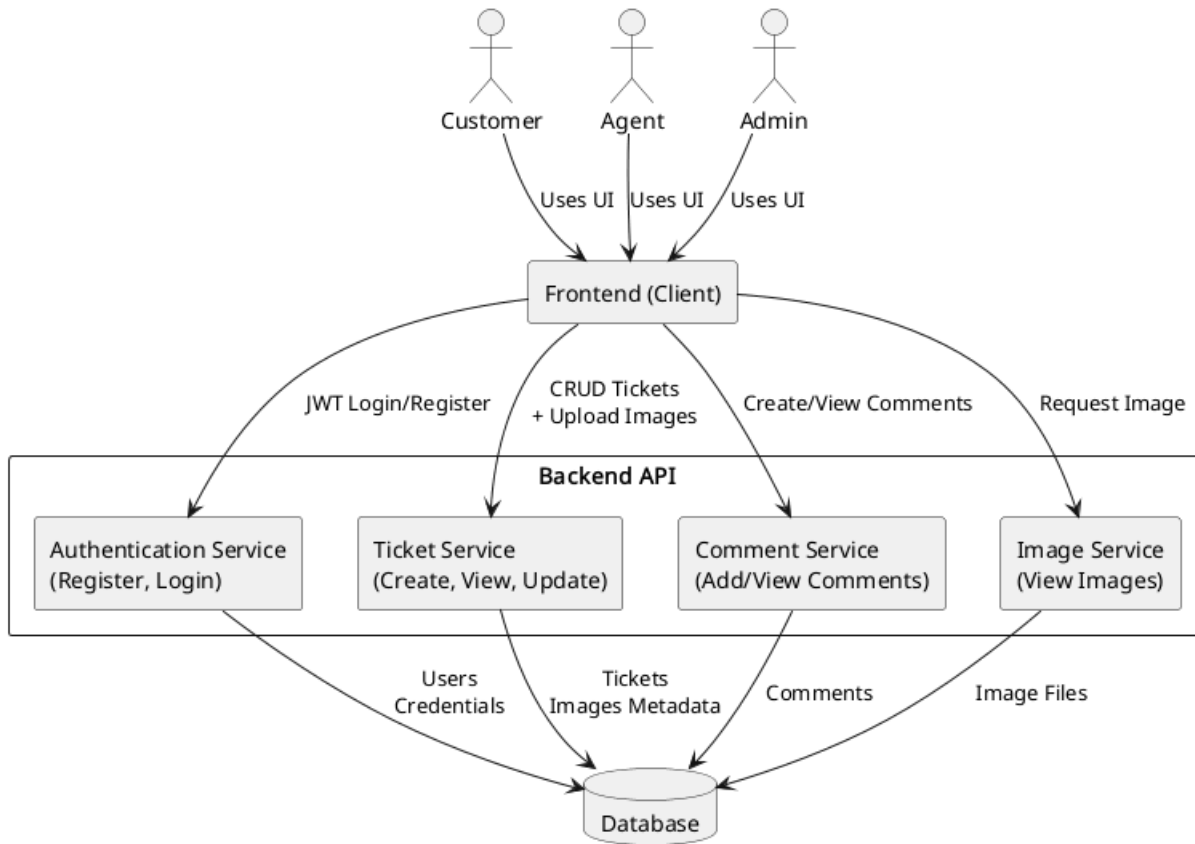 Customer
Agent
Admin
Uses UI
Uses UI
Uses UI
Frontend (Client)
JWT Login/Register
CRUD Tickets
+ Upload Images
Create/View Comments
Request Image
Backend API
Authentication Service
(Register, Login)
Ticket Service
(Create, View, Update)
Comment Service
(Add/View Comments)
Image Service
(View Images)
Users
Credentials
Tickets
Images Metadata
Comments
Image Files
Database